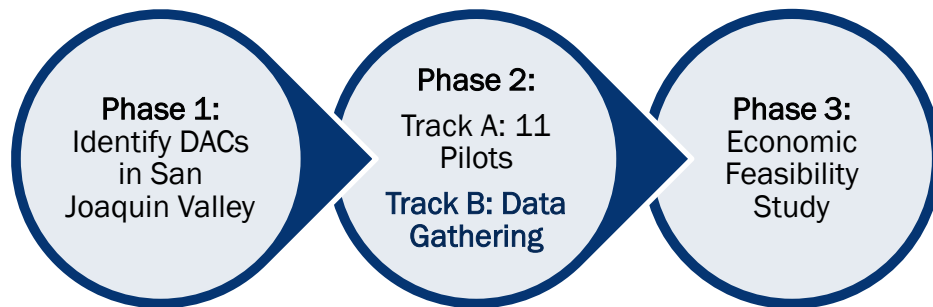 Phase 1:
Identify DACs
in San
Joaquin Valley
Phase 2:
Track A: 11
Pilots
Track B: Data
Gathering
Phase 3:
Economic
Feasibility
Study